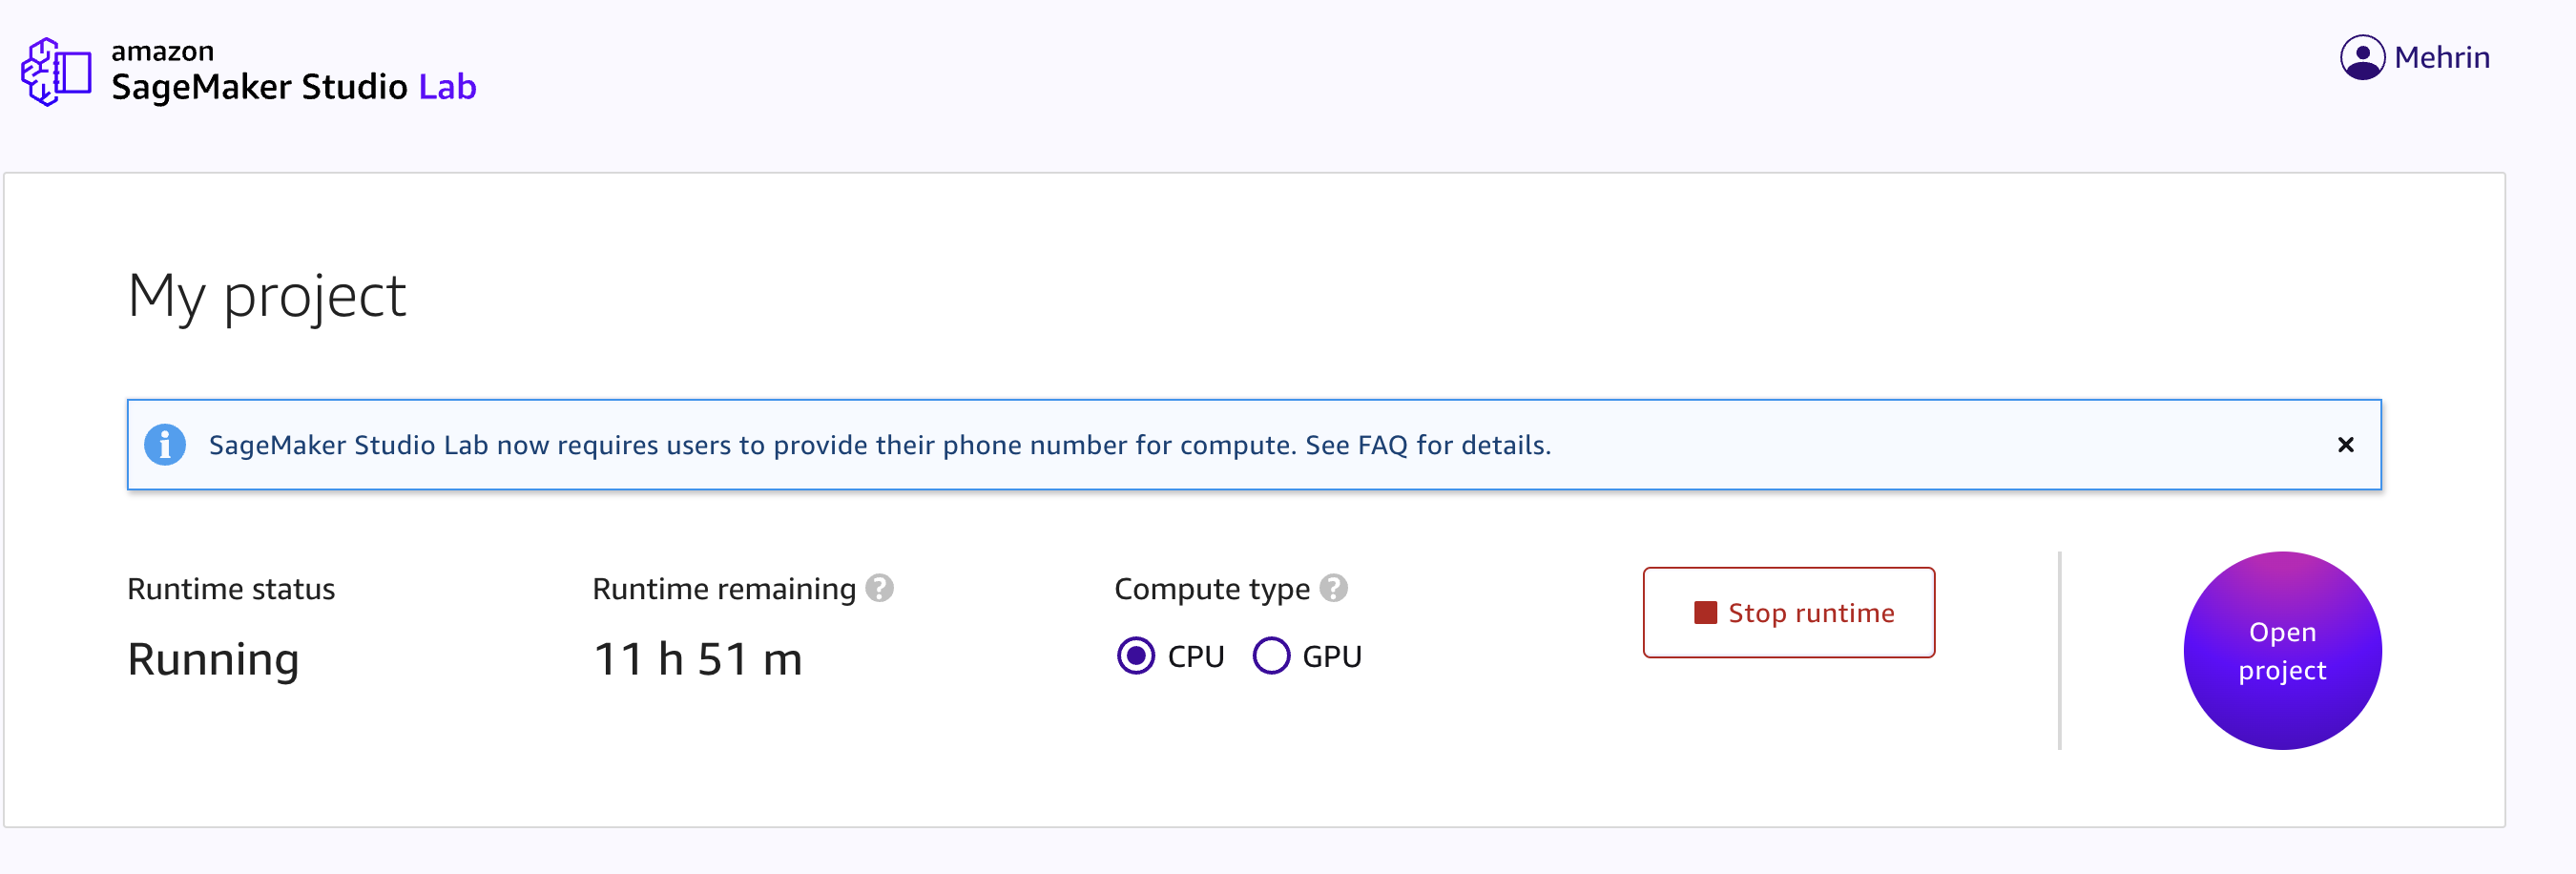 amazon
SageMaker Studio Lab
Mehrin
My project
SageMaker Studio Lab now requires users to provide their phone number for compute. See FAQ for details.
Runtime status
Running
Runtime remaining
11 h 51 m
Compute type
CPU GPU
Stop runtime
Open
project